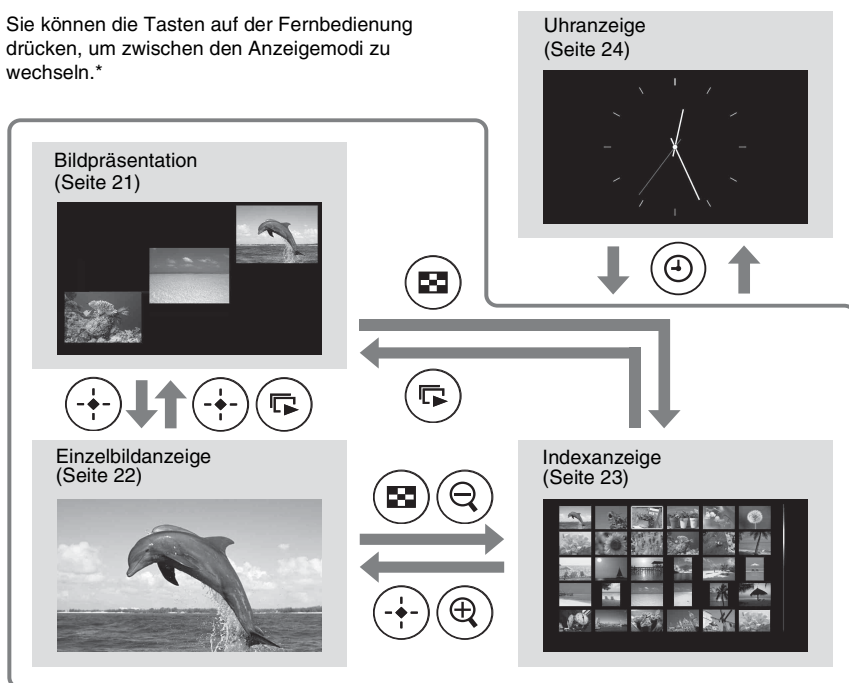 Sie können die Tasten auf der Fernbedienung
drücken, um zwischen den Anzeigemodi zu
wechseln.*
Uhranzeige
(Seite 24)
Bildpräsentation
(Seite 21)
Einzelbildanzeige
(Seite 22)
Indexanzeige
(Seite 23)